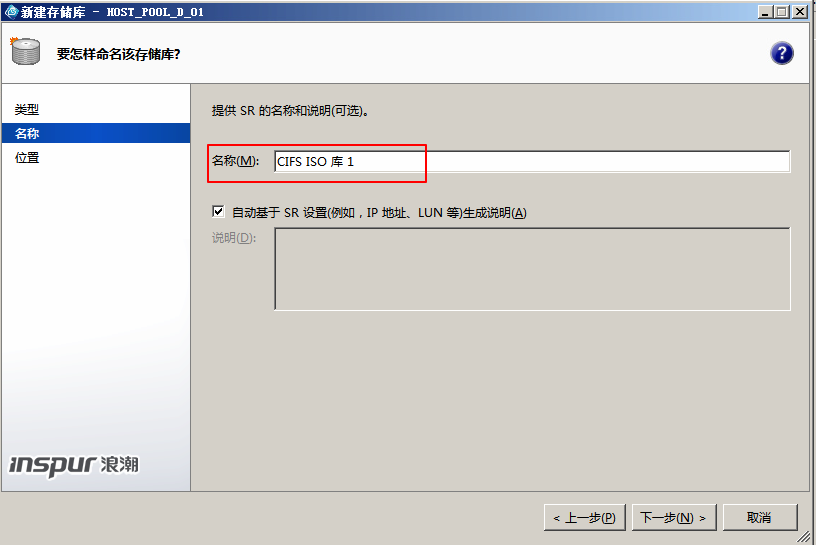 新建存储库 - HOST_POOL_D_01
要怎样命名该存储库?
?
类型
名称
位置
提供 SR 的名称和说明(可选)。
名称(M): CIFS ISO 库 1
自动基于 SR 设置(例如，IP 地址、LUN 等)生成说明(A)
说明(D):
inspur 浪潮
< 上一步(P) 下一步(N) > 取消